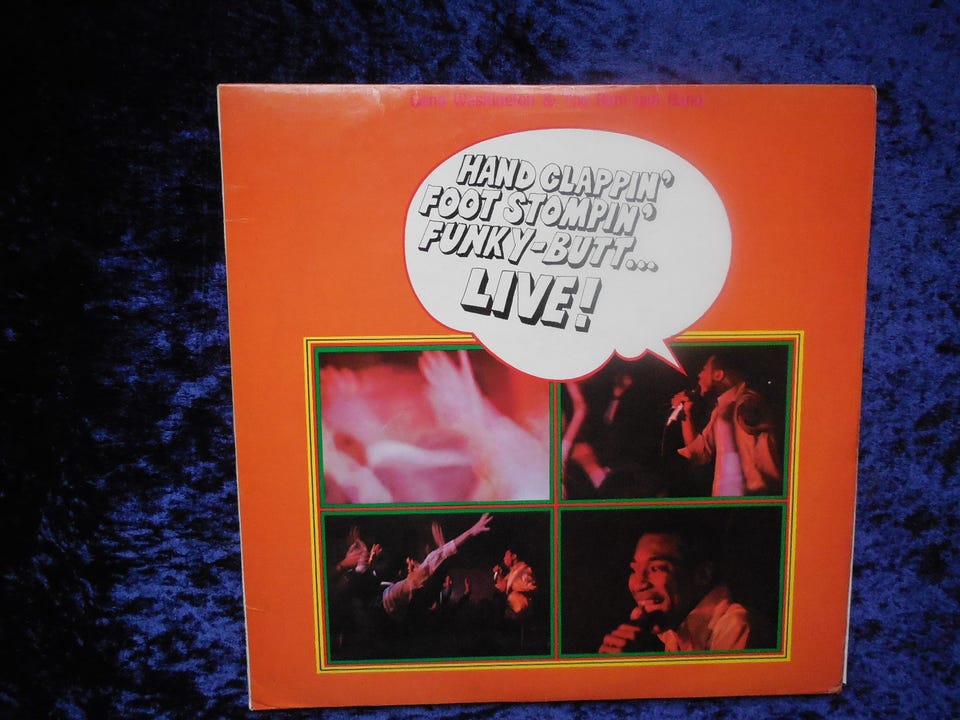 Geno Washington & The Ram Jam Band
HAND CLAPPIN'
FOOT STOMPIN'
FUNKY-BUTT...
LIVE!